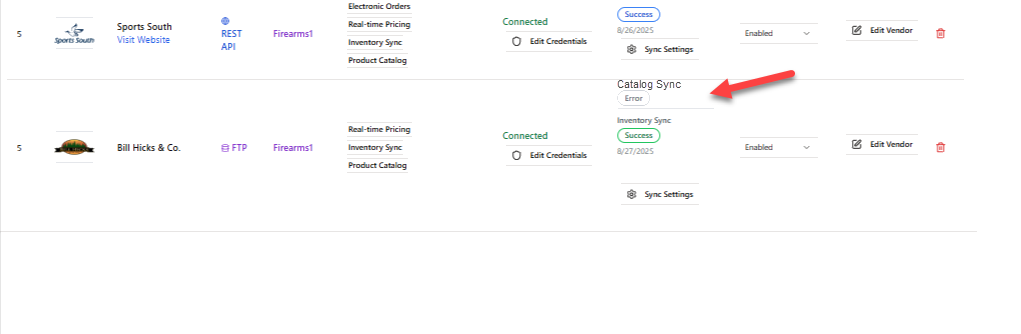 Electronic Orders
Real-time Pricing
Inventory Sync
Product Catalog
5
Sports South
Sports South
Visit Website
REST
API
Firearms1
Connected
Edit Credentials
Success
8/26/2025
Sync Settings
Enabled
Edit Vendor
5
Bill Hicks & Co.
FTP
Firearms1
Real-time Pricing
Inventory Sync
Product Catalog
Connected
Edit Credentials
Catalog Sync
Error
Inventory Sync
Success
8/27/2025
Sync Settings
Enabled
Edit Vendor